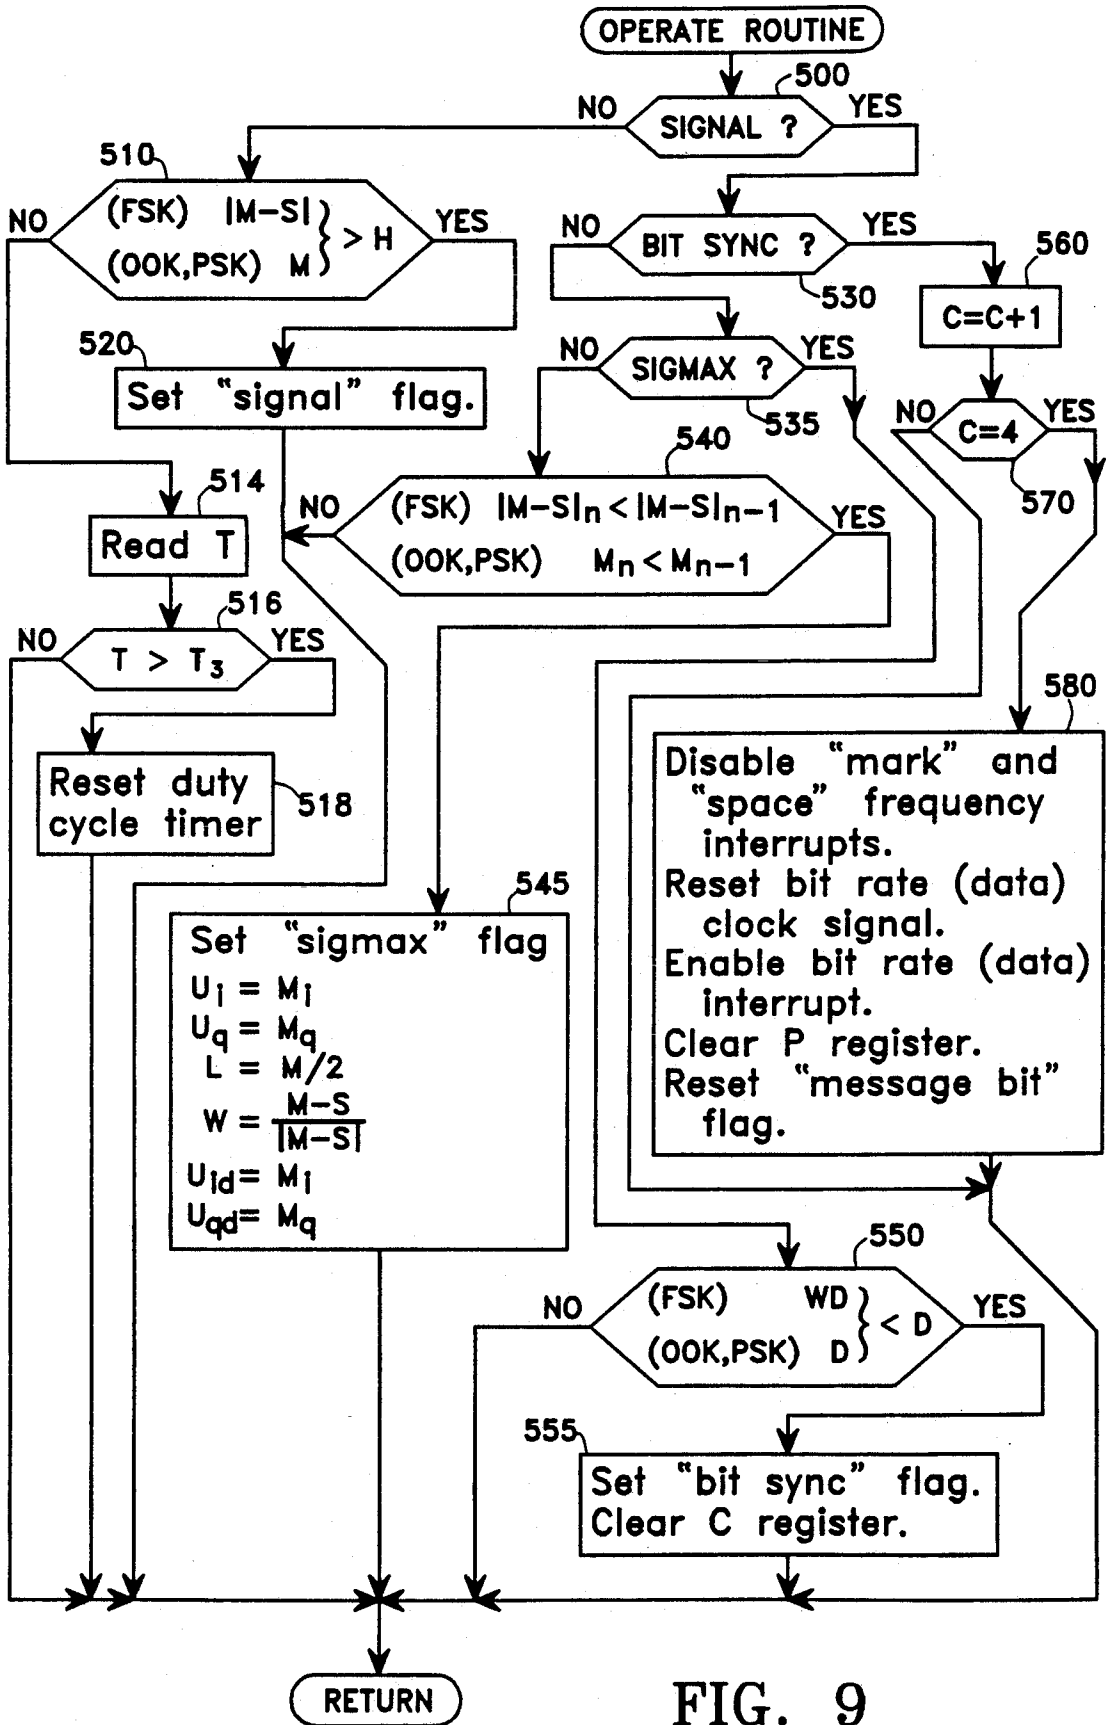 OPERATE ROUTINE
500
NO
SIGNAL ?
YES
510
NO
(FSK) |M-S|
(OOK,PSK) M
} > H
YES
NO
BIT SYNC ?
YES
530
560
C=C+1
520
Set "signal" flag.
NO
SIGMAX ?
YES
535
NO
C=4
YES
570
540
NO
(FSK) |M-S|n < |M-S|n-1
(OOK,PSK) Mn < Mn-1
YES
514
Read T
516
NO
T > T3
YES
518
Reset duty
cycle timer
580
Disable "mark" and
"space" frequency
interrupts.
Reset bit rate (data)
clock signal.
Enable bit rate (data)
interrupt.
Clear P register.
Reset "message bit"
flag.
545
Set "sigmax" flag
Ui = Mi
Uq = Mq
L = M/2
W = M-S
|M-S|
Uid= Mi
Uqd= Mq
550
NO
(FSK) WD
(OOK,PSK) D
} < D
YES
555
Set "bit sync" flag.
Clear C register.
RETURN
FIG. 9